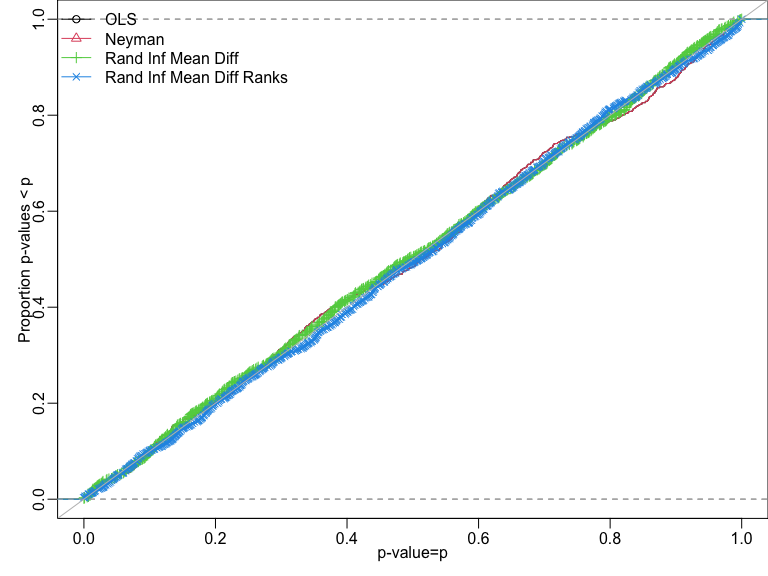 OLS
Neyman
Rand Inf Mean Diff
Rand Inf Mean Diff Ranks
Proportion p-values < p
1.0
0.8
0.6
0.4
0.2
0.0
0.0 0.2 0.4 0.6 0.8 1.0
p-value=p